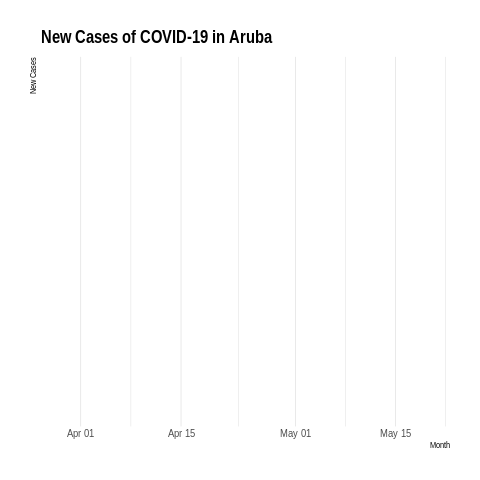 New Cases of COVID-19 in Aruba
New Cases
Apr 01
Apr 15
May 01
May 15
Month